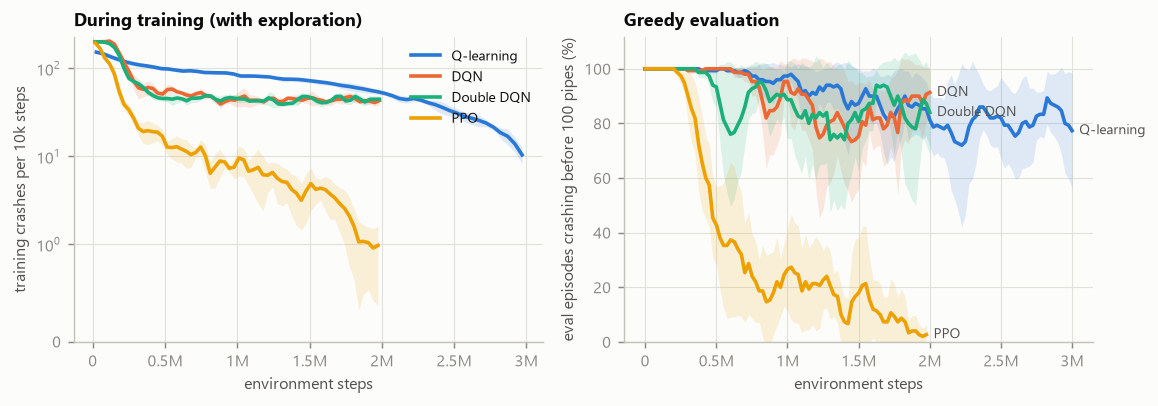 During training (with exploration)
training crashes per 10k steps
10²
10¹
10⁰
0
Q-learning
DQN
Double DQN
PPO
0
0.5M
1M
1.5M
2M
2.5M
3M
environment steps
Greedy evaluation
eval episodes crashing before 100 pipes (%)
100
80
60
40
20
0
DQN
Double DQN
Q-learning
PPO
0
0.5M
1M
1.5M
2M
2.5M
3M
environment steps